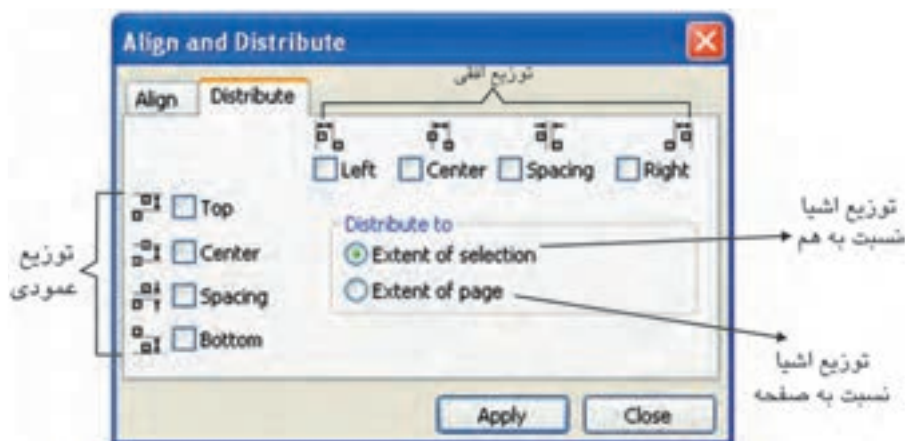 Align and Distribute
توزیع افقی
Align
Distribute
Left
Center
Spacing
Right
Top
Center
Spacing
Bottom
توزیع
عمودی
Distribute to
Extent of selection
Extent of page
توزیع اشیا
نسبت به هم
توزیع اشیا
نسبت به صفحه
Apply
Close